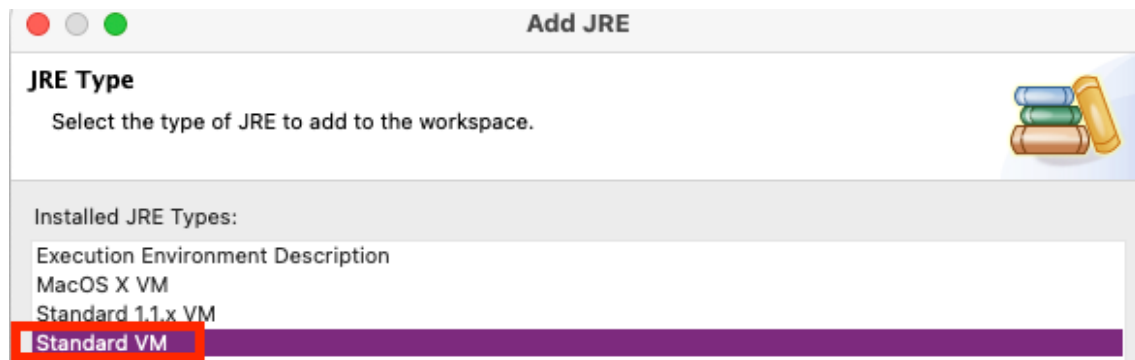 Add JRE
JRE Type
Select the type of JRE to add to the workspace.
Installed JRE Types:
Execution Environment Description
MacOS X VM
Standard 1.1.x VM
Standard VM